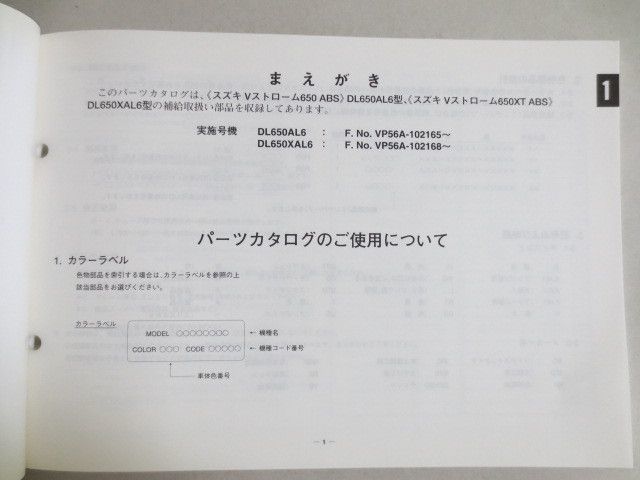 まえがき
このパーツカタログは、《スズキ Vストローム650 ABS》DL650AL6型、《スズキ Vストローム650XT ABS》
DL650XAL6型の補給取扱い部品を収録してあります。
1
実施号機 DL650AL6 : F. No. VP56A-102165～
DL650XAL6 : F. No. VP56A-102168～
パーツカタログのご使用について
1. カラーラベル
色物部品を索引する場合は、カラーラベルを参照の上
該当部品をお選びください。
カラーラベル
MODEL ○○○○○○○○ ←機種名
COLOR ○○○ CODE ○○○○○ ←機種コード番号
車体色番号
－1－